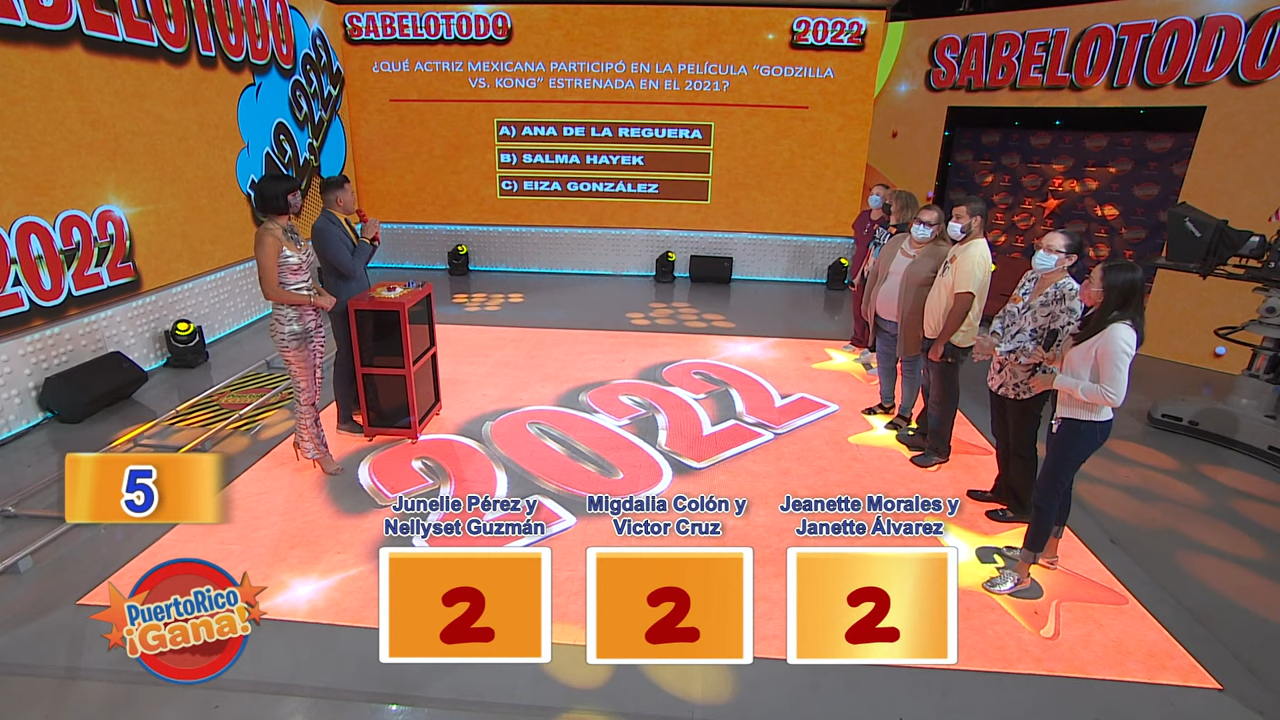 SABELOTODO
2022
SABELOTODO
2022
SABELOTODO
¿QUÉ ACTRIZ MEXICANA PARTICIPÓ EN LA PELÍCULA "GODZILLA
VS. KONG" ESTRENADA EN EL 2021?
A) ANA DE LA REGUERA
B) SALMA HAYEK
C) EIZA GONZÁLEZ
2022
2022
5
Junelie Pérez y
Nellyset Guzmán
Migdalia Colón y
Victor Cruz
Jeanette Morales y
Janette Álvarez
2
2
2
PuertoRico
¡Gana!